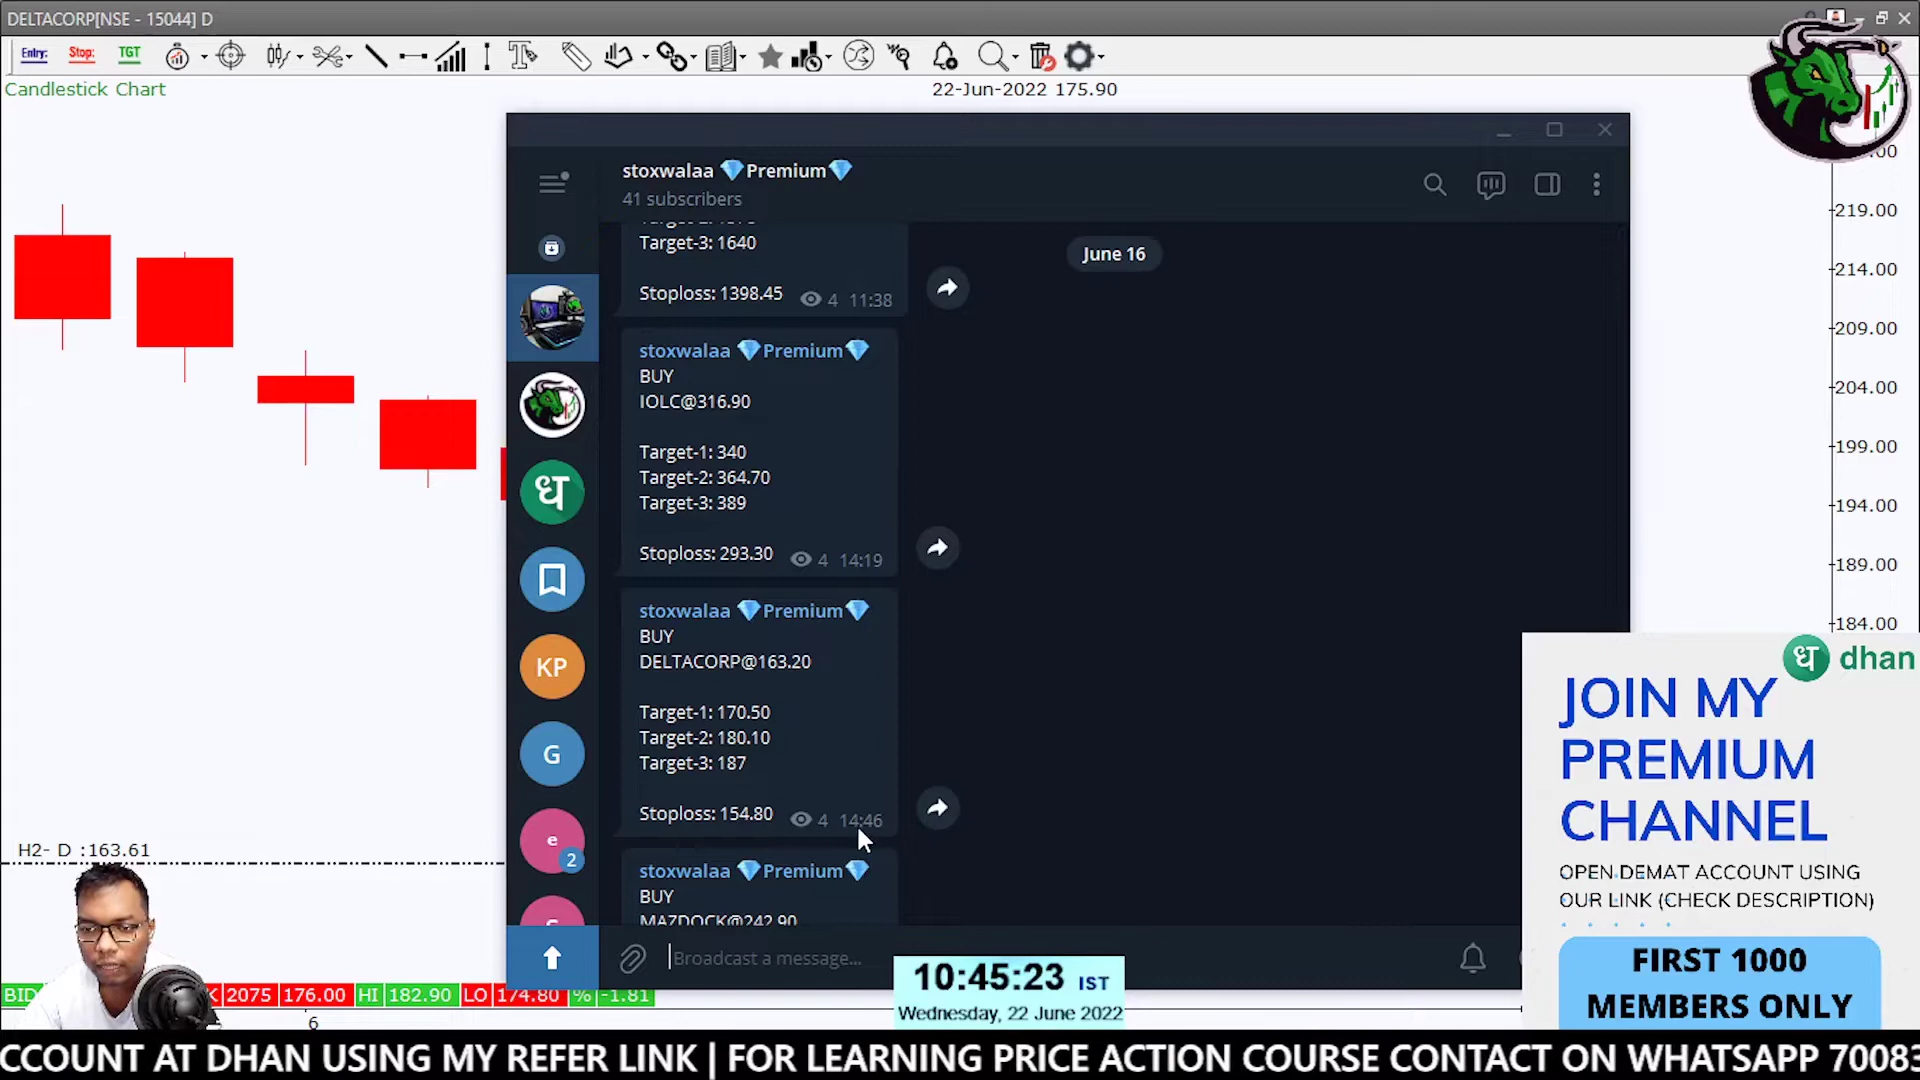 DELTACORP[NSE - 15044] D
Entry: Stop: TGT
Candlestick Chart
22-Jun-2022 175.90
219.00
214.00
209.00
204.00
199.00
194.00
189.00
184.00
stoxwalaa 💎Premium💎
41 subscribers
June 16
Target-3: 1640
Stoploss: 1398.45 4 11:38
stoxwalaa 💎Premium💎
BUY
IOLC@316.90
Target-1: 340
Target-2: 364.70
Target-3: 389
Stoploss: 293.30 4 14:19
stoxwalaa 💎Premium💎
BUY
DELTACORP@163.20
Target-1: 170.50
Target-2: 180.10
Target-3: 187
Stoploss: 154.80 4 14:46
stoxwalaa 💎Premium💎
BUY
MAZDOCK@242.90
ध
KP
G
e
2
Broadcast a message...
H2- D :163.61
BID
K 2075 176.00 HI 182.90 LO 174.80 % -1.81
6
10:45:23 IST
Wednesday, 22 June 2022
ध dhan
JOIN MY
PREMIUM
CHANNEL
OPEN DEMAT ACCOUNT USING
OUR LINK (CHECK DESCRIPTION)
FIRST 1000
MEMBERS ONLY
CCOUNT AT DHAN USING MY REFER LINK | FOR LEARNING PRICE ACTION COURSE CONTACT ON WHATSAPP 70083